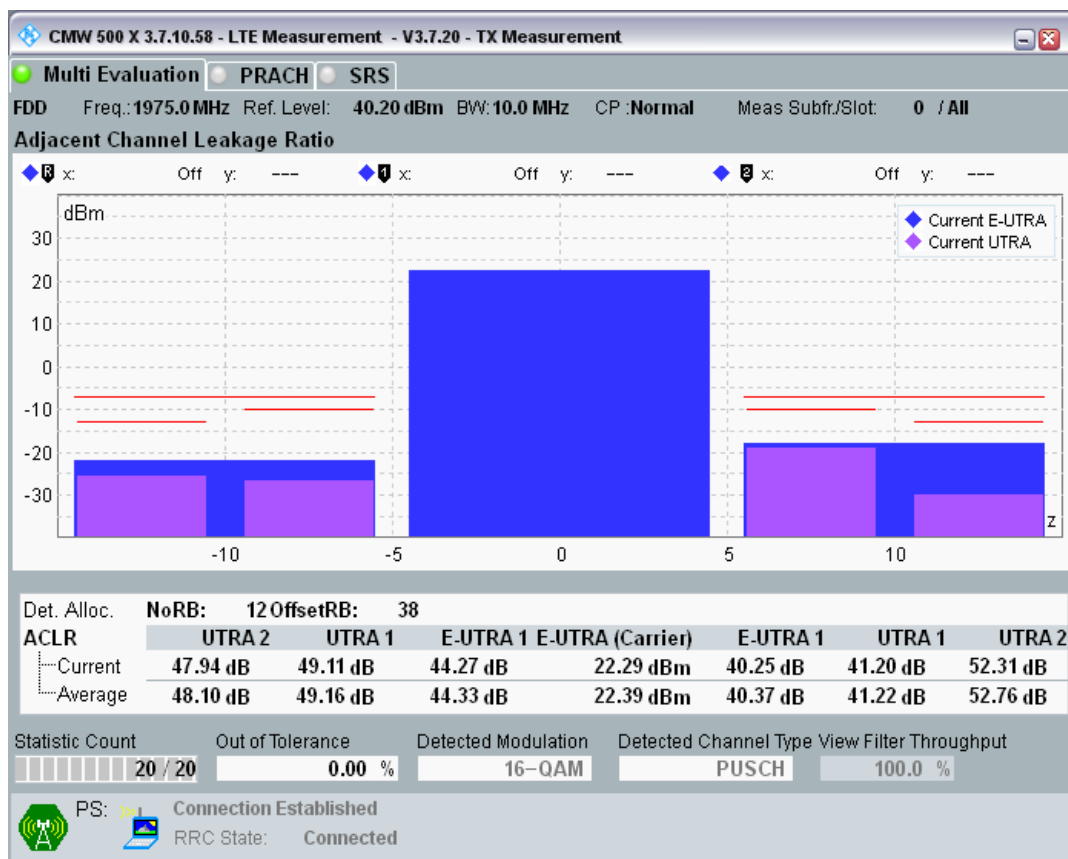 CMW 500 X 3.7.10.58 - LTE Measurement - V3.7.20 - TX Measurement
Multi Evaluation PRACH SRS
FDD Freq.:1975.0 MHz Ref. Level: 40.20 dBm BW: 10.0 MHz CP :Normal Meas Subfr./Slot: 0 / All
Adjacent Channel Leakage Ratio
R x: Off y: --- 1 x: Off y: --- 2 x: Off y: ---
dBm
Current E-UTRA
Current UTRA
30
20
10
0
-10
-20
-30
z
-10 -5 0 5 10
Det. Alloc. NoRB: 12 OffsetRB: 38
ACLR UTRA 2 UTRA 1 E-UTRA 1 E-UTRA (Carrier) E-UTRA 1 UTRA 1 UTRA 2
Current 47.94 dB 49.11 dB 44.27 dB 22.29 dBm 40.25 dB 41.20 dB 52.31 dB
Average 48.10 dB 49.16 dB 44.33 dB 22.39 dBm 40.37 dB 41.22 dB 52.76 dB
Statistic Count Out of Tolerance Detected Modulation Detected Channel Type View Filter Throughput
20 / 20 0.00 % 16-QAM PUSCH 100.0 %
PS: Connection Established
RRC State: Connected